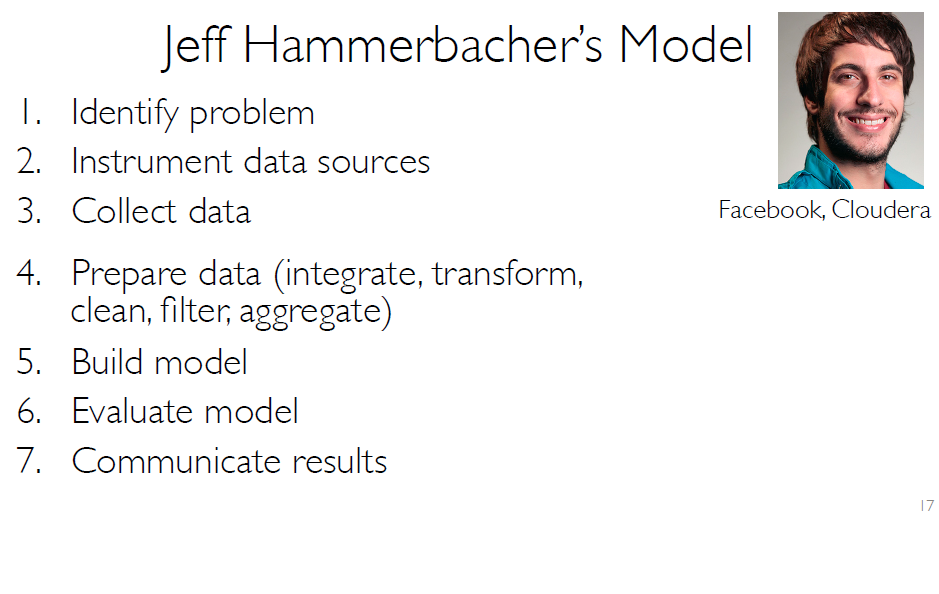 Jeff Hammerbacher's Model
1. Identify problem
2. Instrument data sources
3. Collect data
Facebook, Cloudera
4. Prepare data (integrate, transform,
clean, filter, aggregate)
5. Build model
6. Evaluate model
7. Communicate results
17